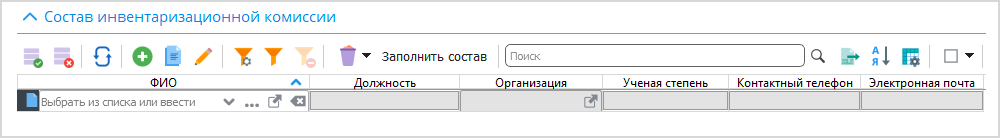 Состав инвентаризационной комиссии
Заполнить состав Поиск А Я
ФИО Должность Организация Ученая степень Контактный телефон Электронная почта
Выбрать из списка или ввести ...